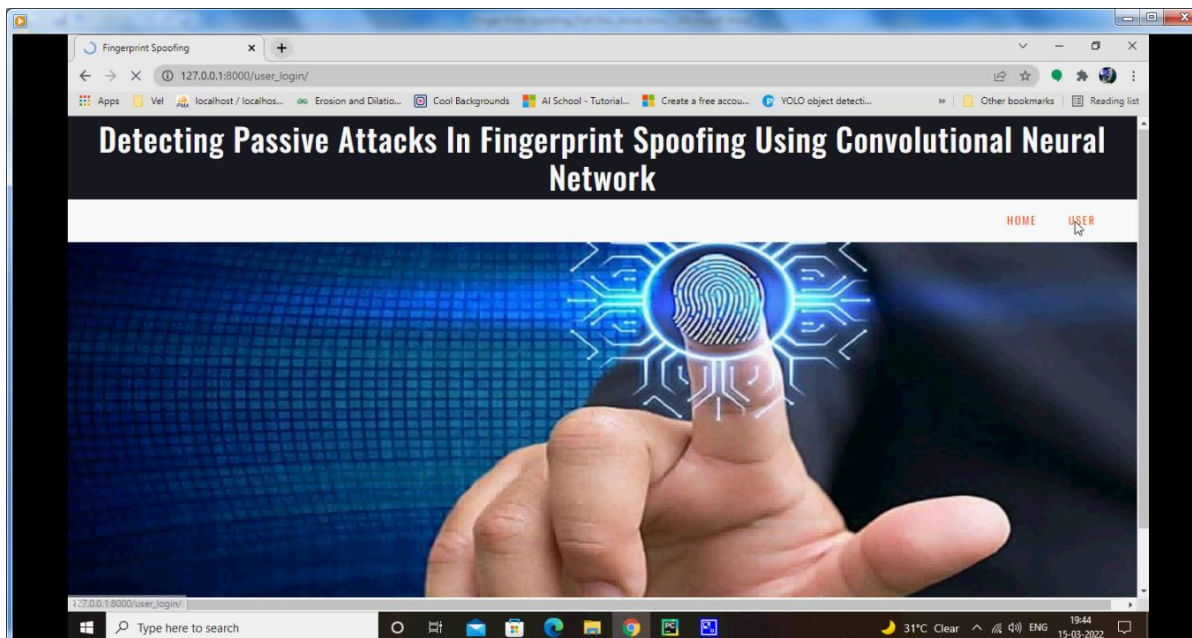 Fingerprint Spoofing
127.0.0.1:8000/user_login/
Apps Vel localhost / localhos... Erosion and Dilatio... Cool Backgrounds AI School - Tutorial... Create a free accou... YOLO object detecti... » Other bookmarks Reading list
Detecting Passive Attacks In Fingerprint Spoofing Using Convolutional Neural
Network
HOME USER
127.0.0.1:8000/user_login/
Type here to search
31°C Clear ENG
19:44
15-03-2022